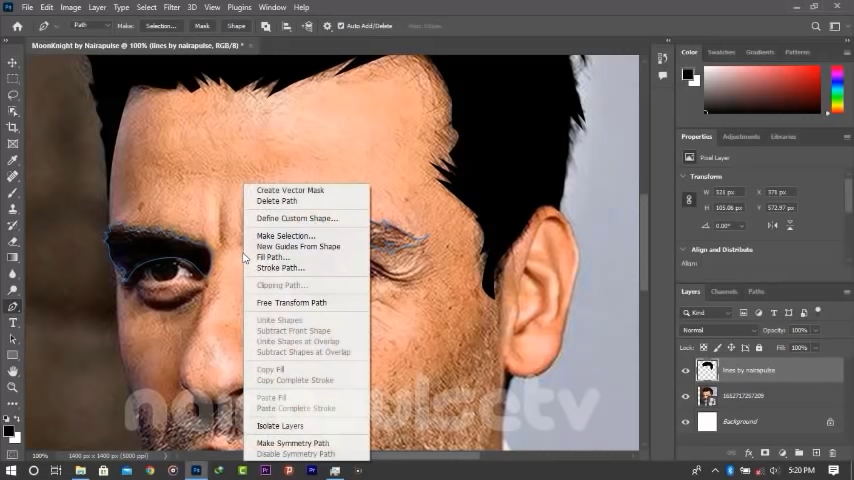 File Edit Image Layer Type Select Filter 3D View Plugins Window Help
Path Make: Selection... Mask Shape Auto Add/Delete
MoonKnight by Nairapulse @ 100% (lines by nairapulse, RGB/8) *
Color Swatches Gradients Patterns
Properties Adjustments Libraries
Pixel Layer
Transform
W 321 px X 371 px
H 105.06 px Y 572.97 px
0.00°
Align and Distribute
Align:
Layers Channels Paths
Kind
Normal Opacity: 100%
Lock: Fill: 100%
lines by nairapulse
1652717257209
Background
Create Vector Mask
Delete Path
Define Custom Shape...
Make Selection...
New Guides From Shape
Fill Path...
Stroke Path...
Clipping Path...
Free Transform Path
Unite Shapes
Subtract Front Shape
Unite Shapes at Overlap
Subtract Shapes at Overlap
Copy Fill
Copy Complete Stroke
Paste Fill
Paste Complete Stroke
Isolate Layers
Make Symmetry Path
Disable Symmetry Path
100% 1400 px x 1400 px (5000 ppi)
5:20 PM